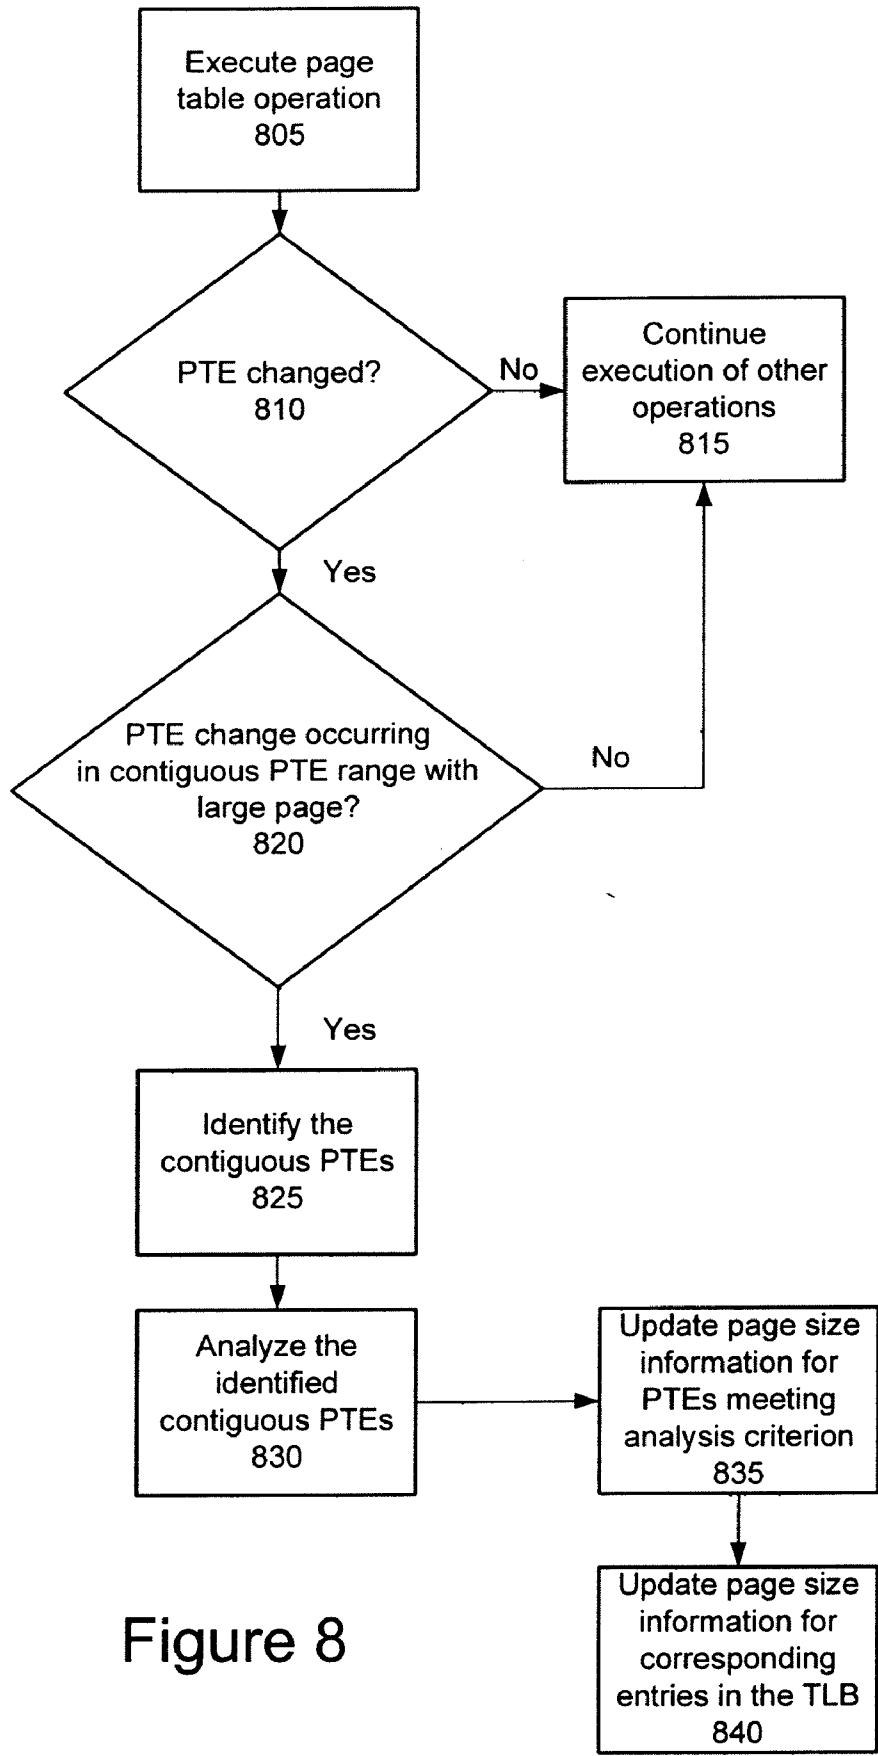 Execute page
table operation
805
PTE changed?
810
No
Continue
execution of other
operations
815
Yes
PTE change occurring
in contiguous PTE range with
large page?
820
No
Yes
Identify the
contiguous PTEs
825
Analyze the
identified
contiguous PTEs
830
Update page size
information for
PTEs meeting
analysis criterion
835
Update page size
information for
corresponding
entries in the TLB
840
Figure 8